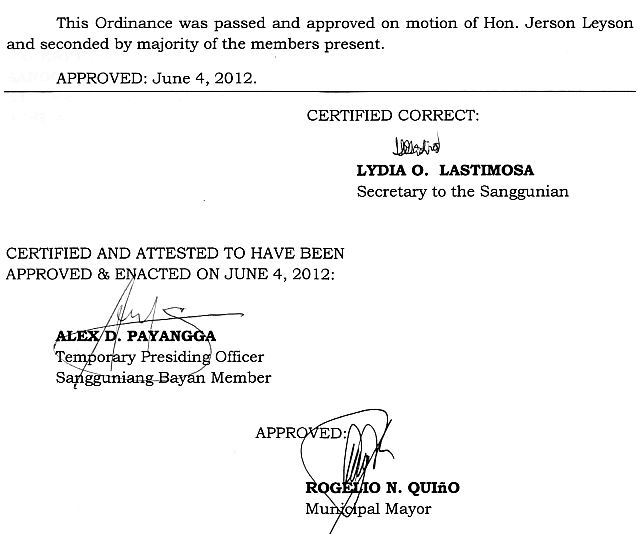 This Ordinance was passed and approved on motion of Hon. Jerson Leyson
and seconded by majority of the members present.
APPROVED: June 4, 2012.
CERTIFIED CORRECT:
LYDIA O. LASTIMOSA
Secretary to the Sanggunian
CERTIFIED AND ATTESTED TO HAVE BEEN
APPROVED & ENACTED ON JUNE 4, 2012:
ALEX D. PAYANGGA
Temporary Presiding Officer
Sangguniang Bayan Member
APPROVED:
ROGELIO N. QUIñO
Municipal Mayor